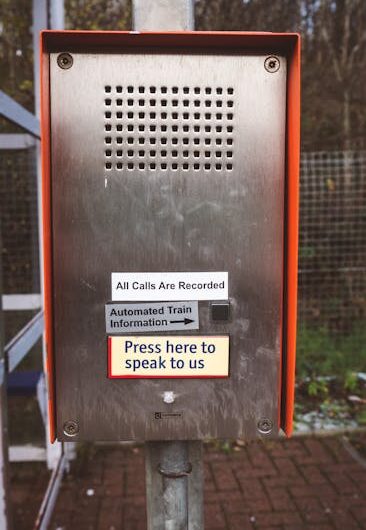 All Calls Are Recorded
Automated Train
Information
Press here to
speak to us